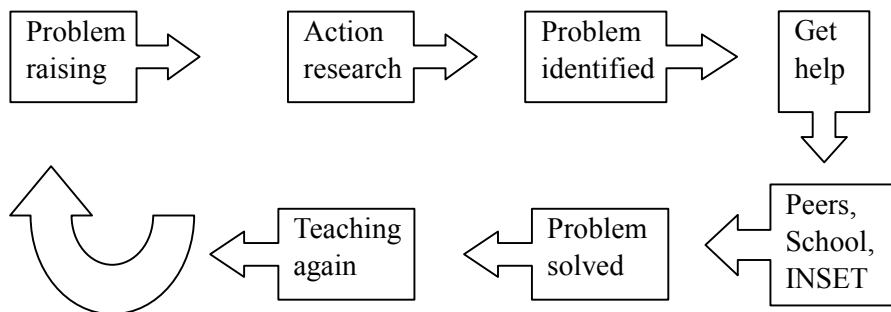 Problem
raising
Action
research
Problem
identified
Get
help
Peers,
School,
INSET
Problem
solved
Teaching
again